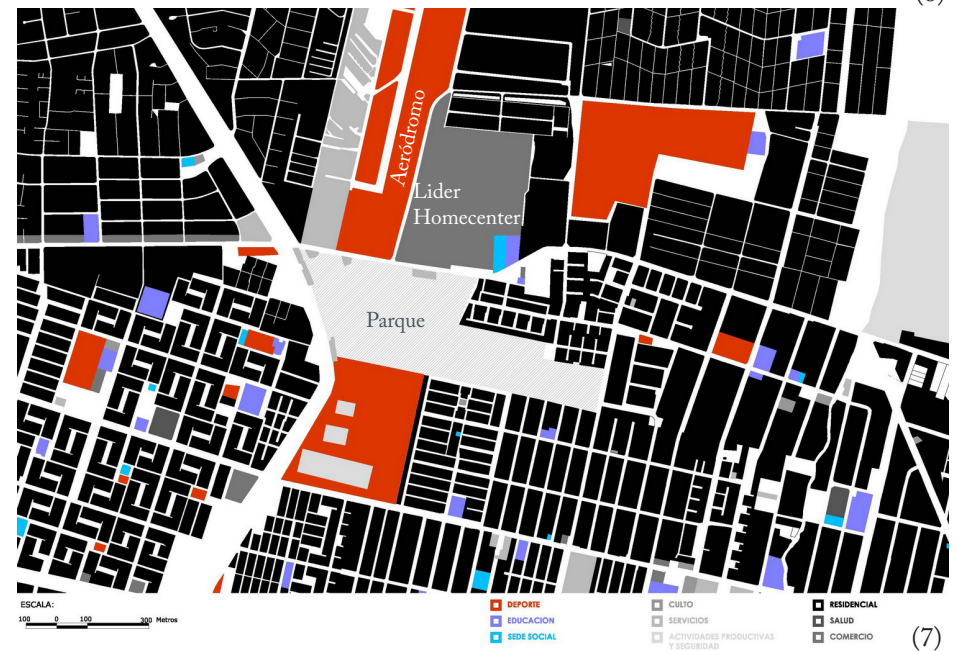 Aeródromo
Lider
Homecenter
Parque
ESCALA:
100 0 100 300 Metros
DEPORTE
EDUCACION
SEDE SOCIAL
CULTO
SERVICIOS
ACTIVIDADES PRODUCTIVAS
Y SEGURIDAD
RESIDENCIAL
SALUD
COMERCIO
(7)